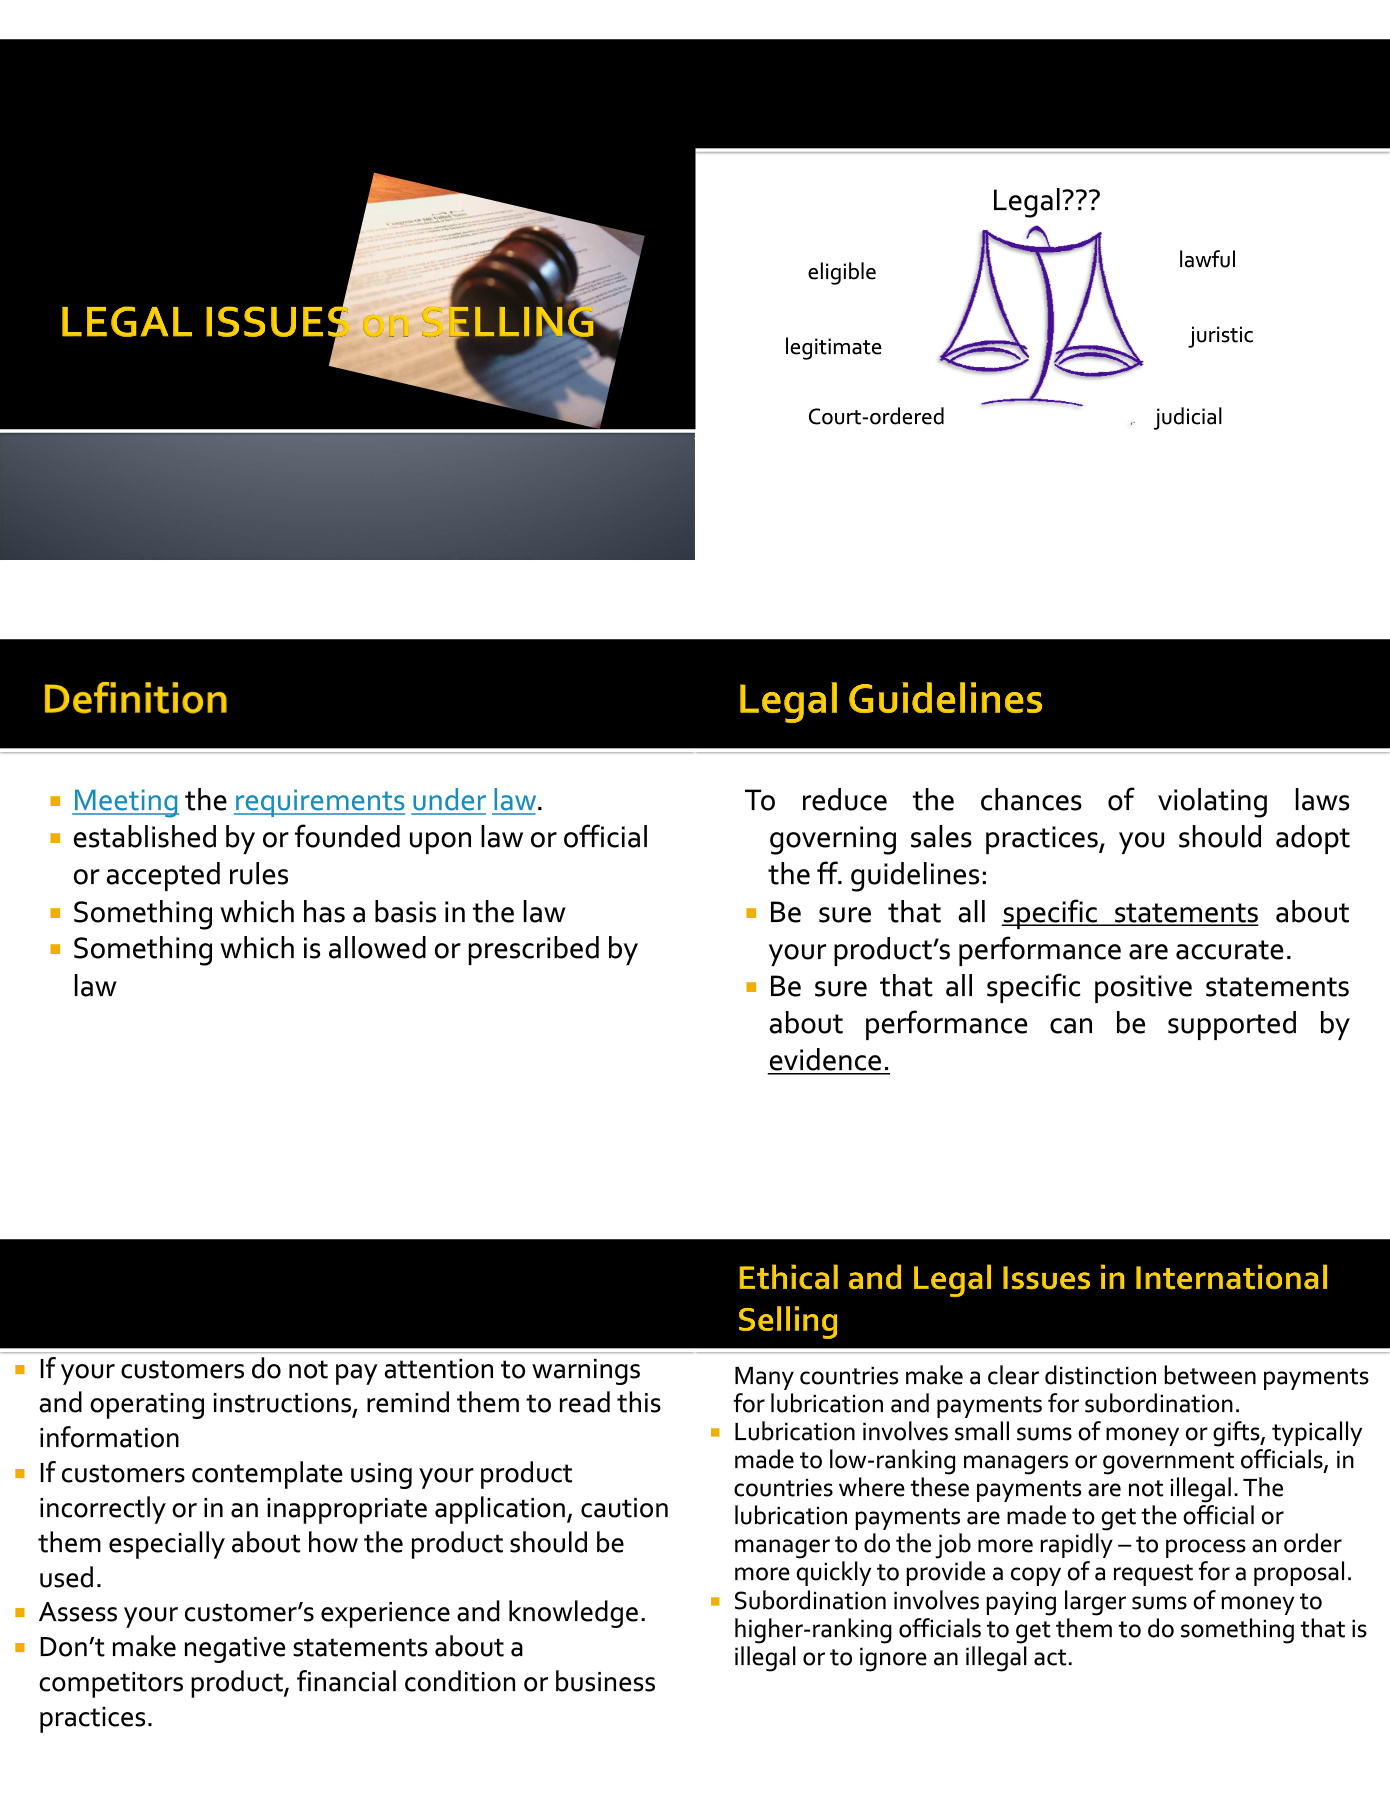 LEGAL ISSUES on SELLING
Legal???
eligible
lawful
legitimate
juristic
Court-ordered
judicial
Definition
Meeting the requirements under law.
established by or founded upon law or official
or accepted rules
Something which has a basis in the law
Something which is allowed or prescribed by
law
Legal Guidelines
To reduce the chances of violating laws
governing sales practices, you should adopt
the ff. guidelines:
Be sure that all specific statements about
your product's performance are accurate.
Be sure that all specific positive statements
about performance can be supported by
evidence.
If your customers do not pay attention to warnings
and operating instructions, remind them to read this
information
If customers contemplate using your product
incorrectly or in an inappropriate application, caution
them especially about how the product should be
used.
Assess your customer's experience and knowledge.
Don't make negative statements about a
competitors product, financial condition or business
practices.
Ethical and Legal Issues in International
Selling
Many countries make a clear distinction between payments
for lubrication and payments for subordination.
Lubrication involves small sums of money or gifts, typically
made to low-ranking managers or government officials, in
countries where these payments are not illegal. The
lubrication payments are made to get the official or
manager to do the job more rapidly – to process an order
more quickly to provide a copy of a request for a proposal.
Subordination involves paying larger sums of money to
higher-ranking officials to get them to do something that is
illegal or to ignore an illegal act.